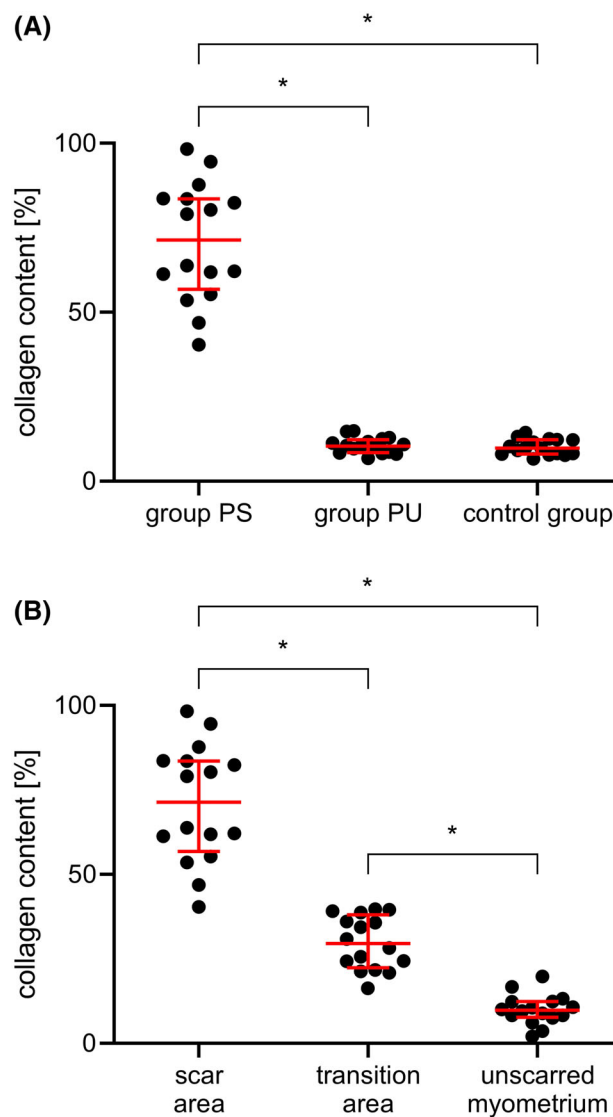 (A)
*
*
100
50
0
collagen content [%]
group PS group PU control group
(B)
*
*
100
*
50
0
collagen content [%]
scar area
transition area
unscarred myometrium